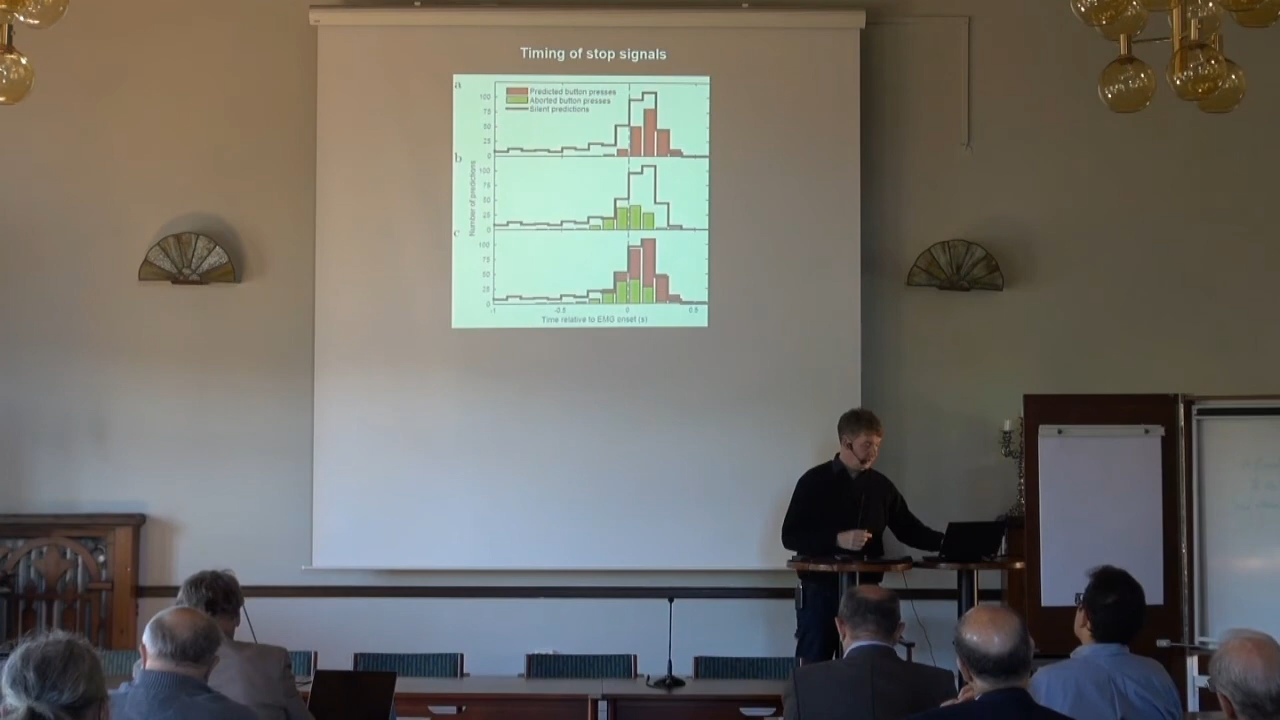 Timing of stop signals
a
Predicted button presses
Aborted button presses
Silent predictions
100
75
50
25
0
b
100
75
50
25
0
Number of predictions
c
100
75
50
25
0
-1
-0.5
0
0.5
Time relative to EMG onset (s)